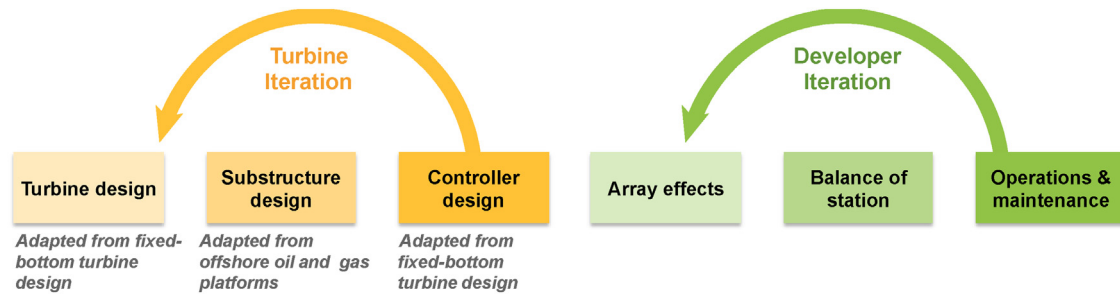 Turbine
Iteration
Developer
Iteration
Turbine design
Substructure
design
Controller
design
Array effects
Balance of
station
Operations &
maintenance
Adapted from fixed-
bottom turbine
design
Adapted from
offshore oil and gas
platforms
Adapted from
fixed-bottom
turbine design